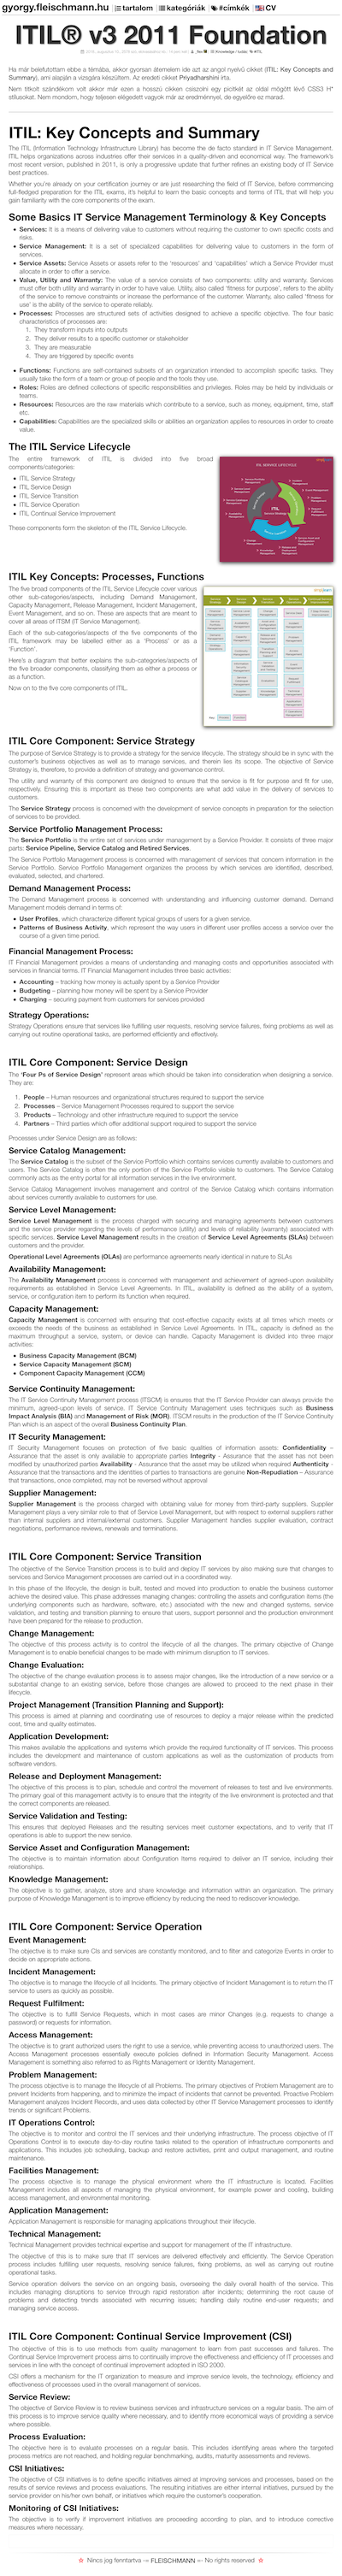 gyorgy.fleischmann.hu tartalom kategóriák címkék CV
ITIL® v3 2011 Foundation
Ha már belefutottam ebbe a témába, akkor gyorsan átemelem ide azt az angol nyelvű cikket (ITIL: Key Concepts and
Summary), ami alapján a vizsgára készültem. Az eredeti cikket Priyadharshini írta.
Nem titkolt szándékom volt akkor már ezen a hosszú cikken csiszolni egy picitkét az oldal mögött lévő CSS3 H*
stílusokat. Nem mondom, hogy teljesen elégedett vagyok már az eredménnyel, de egyelőre ez marad.
ITIL: Key Concepts and Summary
The ITIL (Information Technology Infrastructure Library) has become the de facto standard in IT Service Management.
ITIL helps organizations across industries offer their services in a quality-driven and economical way. The framework's
most recent version, published in 2011, is only a progressive update that further refines an existing body of IT Service
best practices.
Whether you're already on your certification journey or are just researching the field of IT Service, before commencing
full-fledged preparation for the ITIL exams, it's helpful to learn the basic concepts and terms of ITIL that will help you
gain familiarity with the core components of the exam.
Some Basics IT Service Management Terminology & Key Concepts
• Services: It is a means of delivering value to customers without requiring the customer to own specific costs and
risks.
• Service Management: It is a set of specialized capabilities for delivering value to customers in the form of
services.
• Service Assets: Service Assets or assets refer to the 'resources' and 'capabilities' which a Service Provider must
allocate in order to offer a service.
• Value, Utility and Warranty: The value of a service consists of two components: utility and warranty. Services
must offer both utility and warranty in order to have value. Utility, also called 'fitness for purpose', refers to the ability
of the service to remove constraints or increase the performance of the customer. Warranty, also called 'fitness for
use' is the ability of the service to operate reliably.
• Processes: Processes are structured sets of activities designed to achieve a specific objective. The four basic
characteristics of processes are:
1. They transform inputs into outputs
2. They deliver results to a specific customer or stakeholder
3. They are measurable
4. They are triggered by specific events
• Functions: Functions are self-contained subsets of an organization intended to accomplish specific tasks. They
usually take the form of a team or group of people and the tools they use.
• Roles: Roles are defined collections of specific responsibilities and privileges. Roles may be held by individuals or
teams.
• Resources: Resources are the raw materials which contribute to a service, such as money, equipment, time, staff
etc.
• Capabilities: Capabilities are the specialized skills or abilities an organization applies to resources in order to create
value.
The ITIL Service Lifecycle
The entire framework of ITIL is divided into five broad
components/categories:
• ITIL Service Strategy
• ITIL Service Design
• ITIL Service Transition
• ITIL Service Operation
• ITIL Continual Service Improvement
These components form the skeleton of the ITIL Service Lifecycle.
ITIL SERVICE LIFECYCLE
ITIL
ITIL Key Concepts: Processes, Functions
The five broad components of the ITIL Service Lifecycle cover various
other sub-categories/aspects, including Demand Management,
Capacity Management, Release Management, Incident Management,
Event Management, and so on. These are aspects that are meant to
cover all areas of ITSM (IT Service Management).
Each of the sub-categories/aspects of the five components of the
ITIL framework may be labelled either as a 'Process' or as a
'Function'.
Here's a diagram that better explains the sub-categories/aspects of
the five broader components, classifying them as either a process or
as a function.
Now on to the five core components of ITIL.
ITIL Core Component: Service Strategy
The purpose of Service Strategy is to provide a strategy for the service lifecycle. The strategy should be in sync with the
customer's business objectives as well as to manage services, and therein lies its scope. The objective of Service
Strategy is, therefore, to provide a definition of strategy and governance control.
The utility and warranty of this component are designed to ensure that the service is fit for purpose and fit for use,
respectively. Ensuring this is important as these two components are what add value in the delivery of services to
customers.
The Service Strategy process is concerned with the development of service concepts in preparation for the selection
of services to be provided.
Service Portfolio Management Process:
The Service Portfolio is the entire set of services under management by a Service Provider. It consists of three major
parts: Service Pipeline, Service Catalog and Retired Services.
The Service Portfolio Management process is concerned with management of services that concern information in the
Service Portfolio. Service Portfolio Management organizes the process by which services are identified, described,
evaluated, selected, and chartered.
Demand Management Process:
The Demand Management process is concerned with understanding and influencing customer demand. Demand
Management models demand in terms of:
• User Profiles, which characterize different typical groups of users for a given service.
• Patterns of Business Activity, which represent the way users in different user profiles access a service over the
course of a given time period.
Financial Management Process:
IT Financial Management provides a means of understanding and managing costs and opportunities associated with
services in financial terms. IT Financial Management includes three basic activities:
• Accounting – tracking how money is actually spent by a Service Provider
• Budgeting – planning how money will be spent by a Service Provider
• Charging – securing payment from customers for services provided
Strategy Operations:
Strategy Operations ensure that services like fulfilling user requests, resolving service failures, fixing problems as well as
carrying out routine operational tasks, are performed efficiently and effectively.
ITIL Core Component: Service Design
The 'Four Ps of Service Design' represent areas which should be taken into consideration when designing a service.
They are:
1. People – Human resources and organizational structures required to support the service
2. Processes – Service Management Processes required to support the service
3. Products – Technology and other infrastructure required to support the service
4. Partners – Third parties which offer additional support required to support the service
Processes under Service Design are as follows:
Service Catalog Management:
The Service Catalog is the subset of the Service Portfolio which contains services currently available to customers and
users. The Service Catalog is often the only portion of the Service Portfolio visible to customers. The Service Catalog
commonly acts as the entry portal for all information services in the live environment.
Service Catalog Management involves management and control of the Service Catalog which contains information
about services currently available to customers for use.
Service Level Management:
Service Level Management is the process charged with securing and managing agreements between customers
and the service provider regarding the levels of performance (utility) and levels of reliability (warranty) associated with
specific services. Service Level Management results in the creation of Service Level Agreements (SLAs) between
customers and the provider.
Operational Level Agreements (OLAs) are performance agreements nearly identical in nature to SLAs
Availability Management:
The Availability Management process is concerned with management and achievement of agreed-upon availability
requirements as established in Service Level Agreements. In ITIL, availability is defined as the ability of a system,
service, or configuration to perform its function when required.
Capacity Management:
Capacity Management is concerned with ensuring that cost-effective capacity exists at all times which meets or
exceeds the needs of the business as established in Service Level Agreements. In ITIL, capacity is defined as the
maximum throughput a service, system, or device can handle. Capacity Management is divided into three major
activities:
• Business Capacity Management (BCM)
• Service Capacity Management (SCM)
• Component Capacity Management (CCM)
Service Continuity Management:
The IT Service Continuity Management process (ITSCM) is ensures that the IT Service Provider can always provide the
minimum, agreed-upon levels of service. IT Service Continuity Management uses techniques such as Business
Impact Analysis (BIA) and Management of Risk (MOR). ITSCM results in the production of the IT Service Continuity
Plan which is an aspect of the overall Business Continuity Plan.
IT Security Management:
IT Security Management focuses on protection of five basic qualities of information assets: Confidentiality -
Assurance that the asset is only available to appropriate parties Integrity - Assurance that the asset has not been
modified by unauthorized parties Availability - Assurance that the asset may be utilized when required Authenticity -
Assurance that the transactions and the identities of parties to transactions are genuine Non-Repudiation – Assurance
that transactions, once completed, may not be reversed without approval
Supplier Management:
Supplier Management is the process charged with obtaining value for money from third-party suppliers. Supplier
Management plays a very similar role to that of Service Level Management, but with respect to external suppliers rather
than internal suppliers and internal/external customers. Supplier Management handles supplier evaluation, contract
negotiations, performance reviews, renewals and terminations.
ITIL Core Component: Service Transition
The objective of the Service Transition process is to build and deploy IT services by also making sure that changes to
services and Service Management processes are carried out in a coordinated way.
In this phase of the lifecycle, the design is built, tested and moved into production to enable the business customer
achieve the desired value. This phase addresses managing changes: controlling the assets and configuration items (the
underlying components such as hardware, software, etc.) associated with the new and changed systems, service
validation, and testing and transition planning to ensure that users, support personnel and the production environment
have been prepared for the release to production.
Change Management:
The objective of this process activity is to control the lifecycle of all the changes. The primary objective of Change
Management is to enable beneficial changes to be made with minimum disruption to IT services.
Change Evaluation:
The objective of the change evaluation process is to assess major changes, like the introduction of a new service or a
substantial change to an existing service, before those changes are allowed to proceed to the next phase in their
lifecycle.
Project Management (Transition Planning and Support):
This process is aimed at planning and coordinating use of resources to deploy a major release within the predicted
cost, time and quality estimates.
Application Development:
This makes available the applications and systems which provide the required functionality of IT services. This process
includes the development and maintenance of custom applications as well as the customization of products from
software vendors.
Release and Deployment Management:
The objective of this process is to plan, schedule and control the movement of releases to test and live environments.
The primary goal of this management activity is to ensure that the integrity of the live environment is protected and that
the correct components are released.
Service Validation and Testing:
This ensures that deployed Releases and the resulting services meet customer expectations, and to verify that IT
operations is able to support the new service.
Service Asset and Configuration Management:
The objective is to maintain information about Configuration Items required to deliver an IT service, including their
relationships.
Knowledge Management:
The objective is to gather, analyze, store and share knowledge and information within an organization. The primary
purpose of Knowledge Management is to improve efficiency by reducing the need to rediscover knowledge.
ITIL Core Component: Service Operation
Event Management:
The objective is to make sure CIs and services are constantly monitored, and to filter and categorize Events in order to
decide on appropriate actions.
Incident Management:
The objective is to manage the lifecycle of all Incidents. The primary objective of Incident Management is to return the IT
service to users as quickly as possible.
Request Fulfilment:
The objective is to fulfill Service Requests, which in most cases are minor Changes (e.g. requests to change a
password) or requests for information.
Access Management:
The objective is to grant authorized users the right to use a service, while preventing access to unauthorized users. The
Access Management processes essentially execute policies defined in Information Security Management. Access
Management is sometimes also referred to as Rights Management or Identity Management.
Problem Management:
The process objective is to manage the lifecycle of all Problems. The primary objectives of Problem Management are to
prevent Incidents from happening, and to minimize the impact of incidents that cannot be prevented. Proactive Problem
Management analyzes Incident Records, and uses data collected by other IT Service Management processes to identify
trends or significant Problems.
IT Operations Control:
The objective is to monitor and control the IT services and their underlying infrastructure. The process objective of IT
Operations Control is to execute day-to-day routine tasks related to the operation of infrastructure components and
applications. This includes job scheduling, backup and restore activities, print and output management, and routine
maintenance.
Facilities Management:
The process objective is to manage the physical environment where the IT infrastructure is located. Facilities
Management includes all aspects of managing the physical environment, for example power and cooling, building
access management, and environmental monitoring.
Application Management:
Application Management is responsible for managing applications throughout their lifecycle.
Technical Management:
Technical Management provides technical expertise and support for management of the IT infrastructure.
The objective of this is to make sure that IT services are delivered effectively and efficiently. The Service Operation
process includes fulfilling user requests, resolving service failures, fixing problems, as well as carrying out routine
operational tasks.
Service operation delivers the service on an ongoing basis, overseeing the daily overall health of the service. This
includes managing disruptions to service through rapid restoration after incidents; determining the root cause of
problems and detecting trends associated with recurring issues; handling daily routine end-user requests; and
managing service access.
ITIL Core Component: Continual Service Improvement (CSI)
The objective of this is to use methods from quality management to learn from past successes and failures. The
Continual Service Improvement process aims to continually improve the effectiveness and efficiency of IT processes and
services in line with the concept of continual improvement adopted in ISO 2000.
CSI offers a mechanism for the IT organization to measure and improve service levels, the technology, efficiency and
effectiveness of processes used in the overall management of services.
Service Review:
The objective of Service Review is to review business services and infrastructure services on a regular basis. The aim of
this process is to improve service quality where necessary, and to identify more economical ways of providing a service
where possible.
Process Evaluation:
The objective here is to evaluate processes on a regular basis. This includes identifying areas where the targeted
process metrics are not reached, and holding regular benchmarking, audits, maturity assessments and reviews.
CSI Initiatives:
The objective of CSI initiatives is to define specific initiatives aimed at improving services and processes, based on the
results of service reviews and process evaluations. The resulting initiatives are either internal initiatives, pursued by the
service provider on his/her own behalf, or initiatives which require the customer's cooperation.
Monitoring of CSI Initiatives:
The objective is to verify if improvement initiatives are proceeding according to plan, and to introduce corrective
measures where necessary.
Nincs jog fenntartva → FLEISCHMANN ← No rights reserved